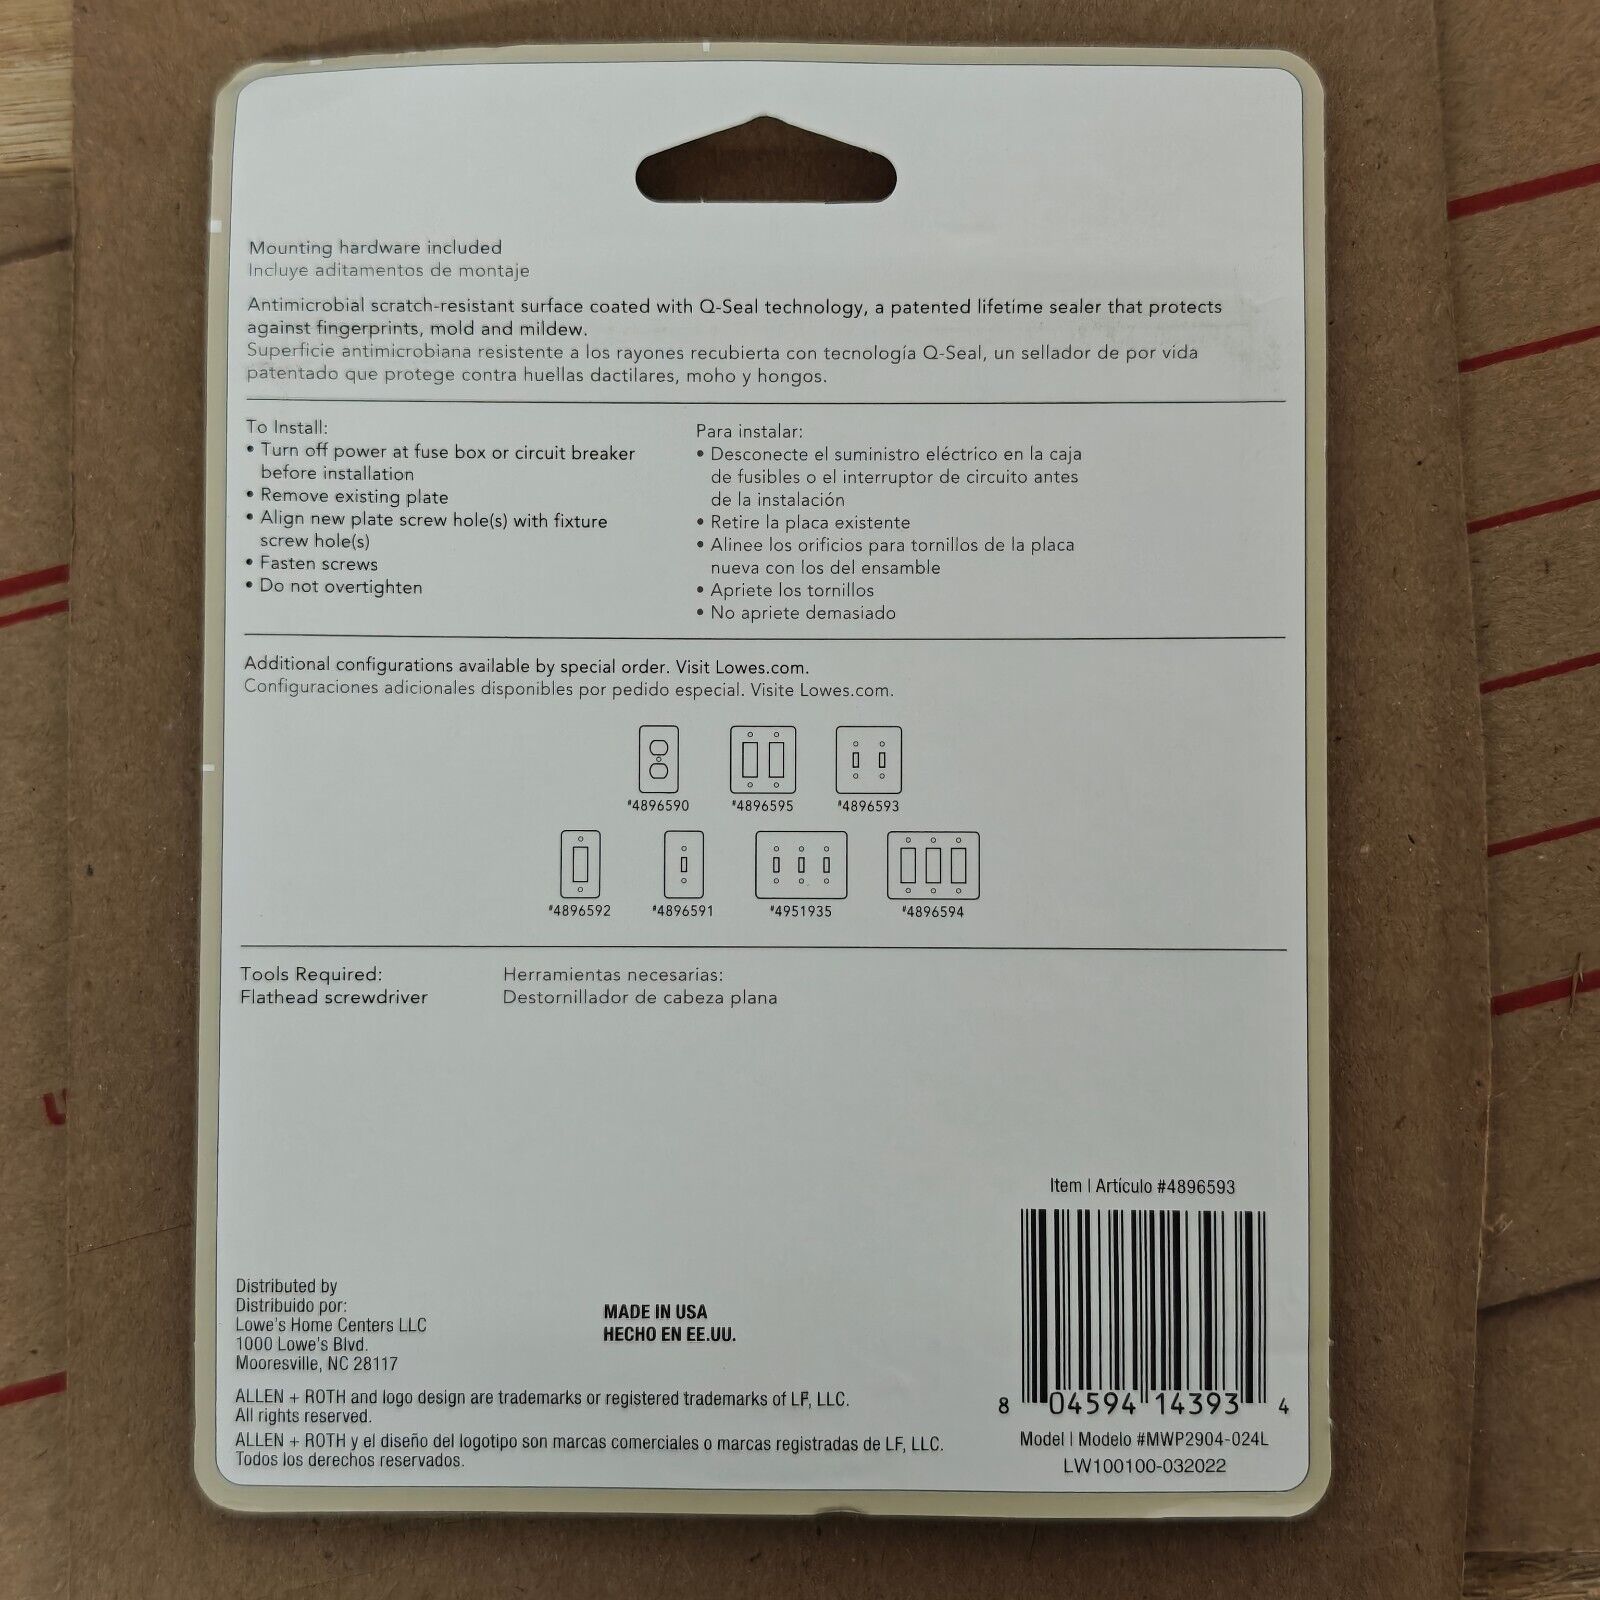 Mounting hardware included
Incluye aditamentos de montaje
Antimicrobial scratch-resistant surface coated with Q-Seal technology, a patented lifetime sealer that protects
against fingerprints, mold and mildew.
Superficie antimicrobiana resistente a los rayones recubierta con tecnología Q-Seal, un sellador de por vida
patentado que protege contra huellas dactilares, moho y hongos.
To Install:
• Turn off power at fuse box or circuit breaker
before installation
• Remove existing plate
• Align new plate screw hole(s) with fixture
screw hole(s)
• Fasten screws
• Do not overtighten
Para instalar:
• Desconecte el suministro eléctrico en la caja
de fusibles o el interruptor de circuito antes
de la instalación
• Retire la placa existente
• Alinee los orificios para tornillos de la placa
nueva con los del ensamble
• Apriete los tornillos
• No apriete demasiado
Additional configurations available by special order. Visit Lowes.com.
Configuraciones adicionales disponibles por pedido especial. Visite Lowes.com.
#4896590 #4896595 #4896593
#4896592 #4896591 #4951935 #4896594
Tools Required:
Flathead screwdriver
Herramientas necesarias:
Destornillador de cabeza plana
Item | Artículo #4896593
8 04594 14393 4
Model | Modelo #MWP2904-024L
LW100100-032022
Distributed by
Distribuido por:
Lowe's Home Centers LLC
1000 Lowe's Blvd.
Mooresville, NC 28117
MADE IN USA
HECHO EN EE.UU.
ALLEN + ROTH and logo design are trademarks or registered trademarks of LF, LLC.
All rights reserved.
ALLEN + ROTH y el diseño del logotipo son marcas comerciales o marcas registradas de LF, LLC.
Todos los derechos reservados.